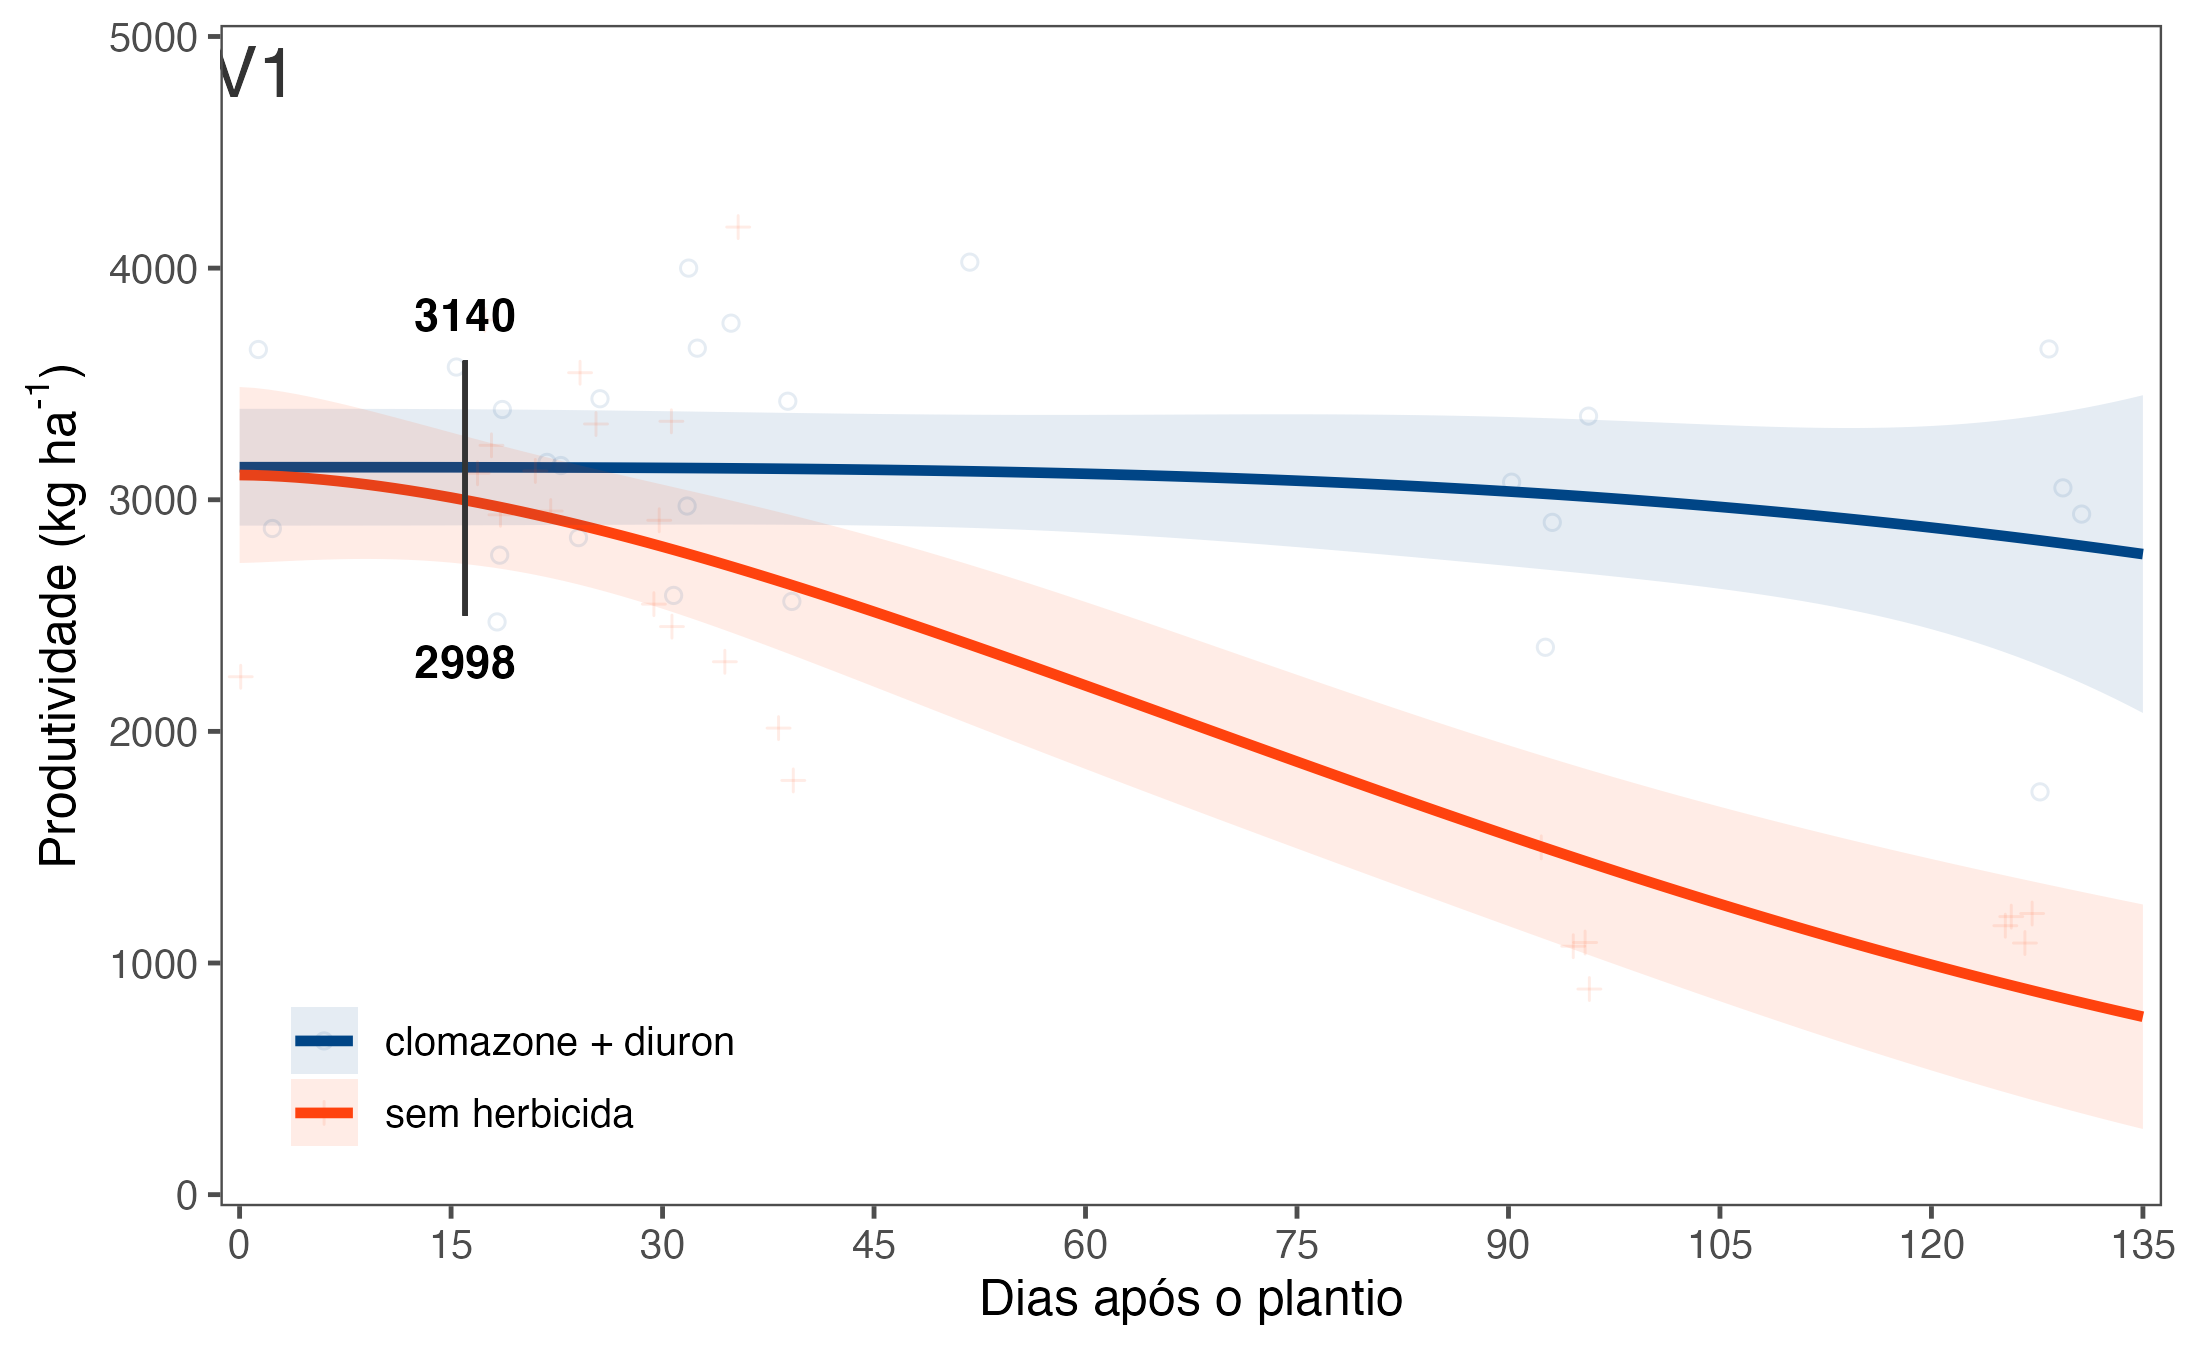 V1
5000
4000
3000
2000
1000
0
Produtividade (kg ha-1)
3140
2998
clomazone + diuron
sem herbicida
0 15 30 45 60 75 90 105 120 135
Dias após o plantio